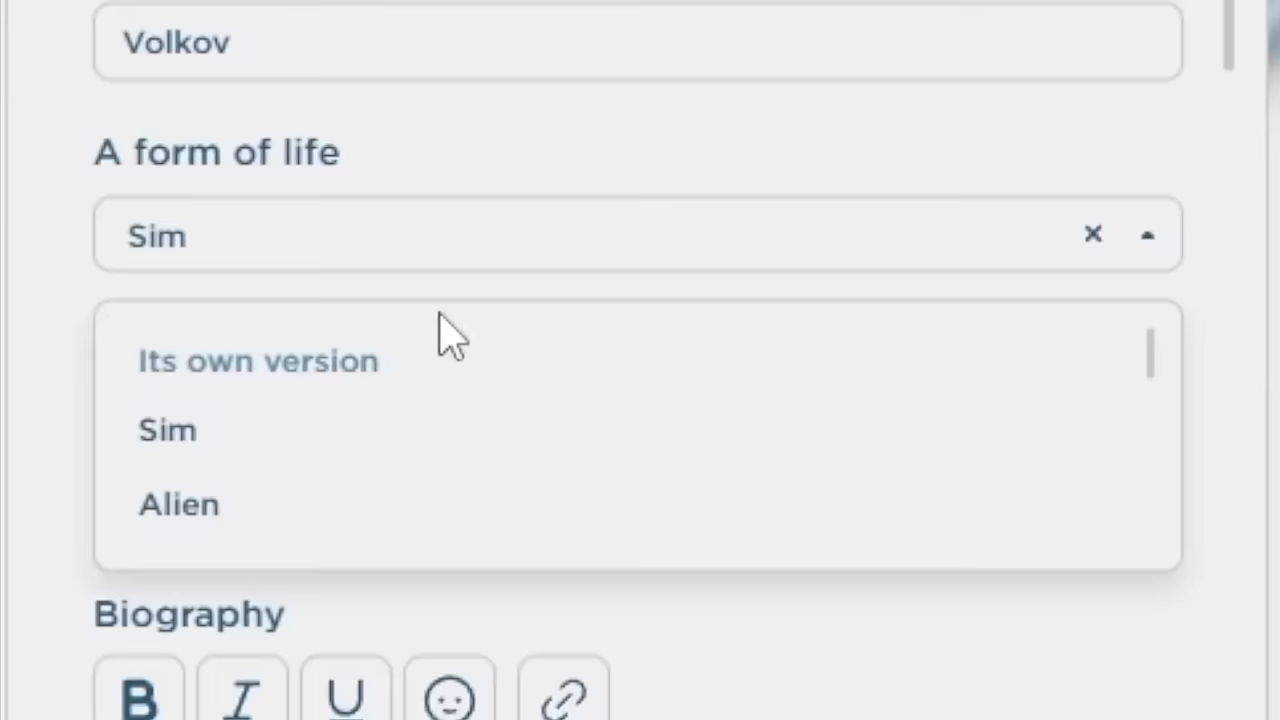 Volkov
A form of life
Sim
Its own version
Sim
Alien
Biography
B I U